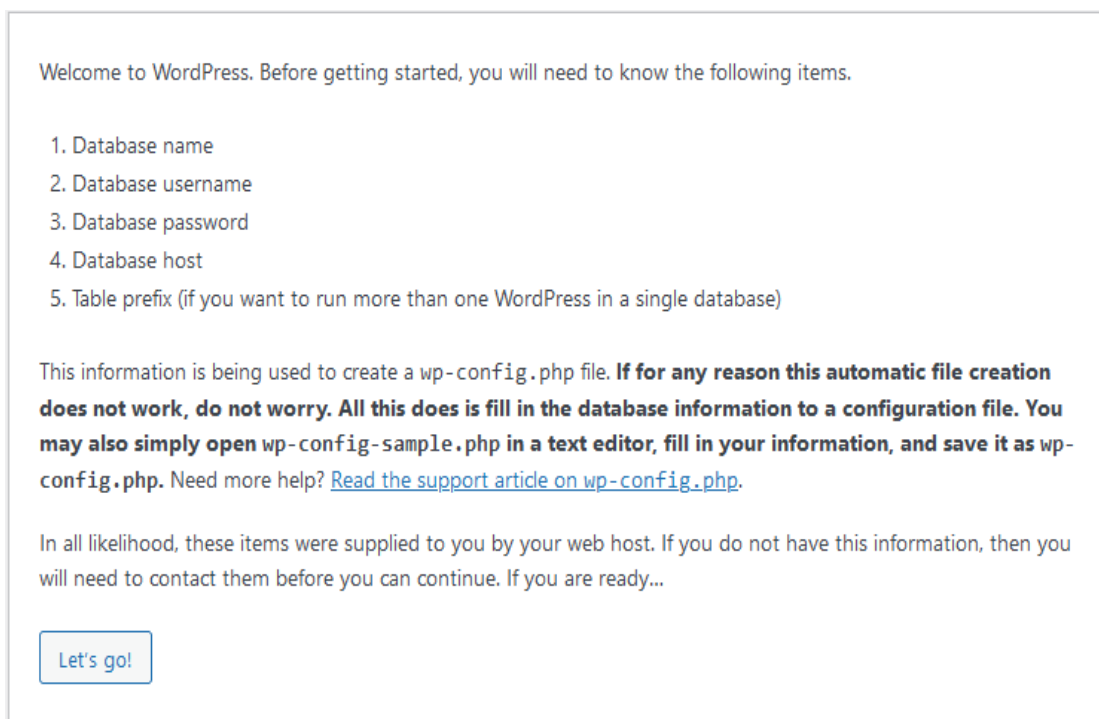 Welcome to WordPress. Before getting started, you will need to know the following items.
1. Database name
2. Database username
3. Database password
4. Database host
5. Table prefix (if you want to run more than one WordPress in a single database)
This information is being used to create a wp-config.php file. If for any reason this automatic file creation
does not work, do not worry. All this does is fill in the database information to a configuration file. You
may also simply open wp-config-sample.php in a text editor, fill in your information, and save it as wp-
config.php. Need more help? Read the support article on wp-config.php.
In all likelihood, these items were supplied to you by your web host. If you do not have this information, then you
will need to contact them before you can continue. If you are ready...
Let's go!